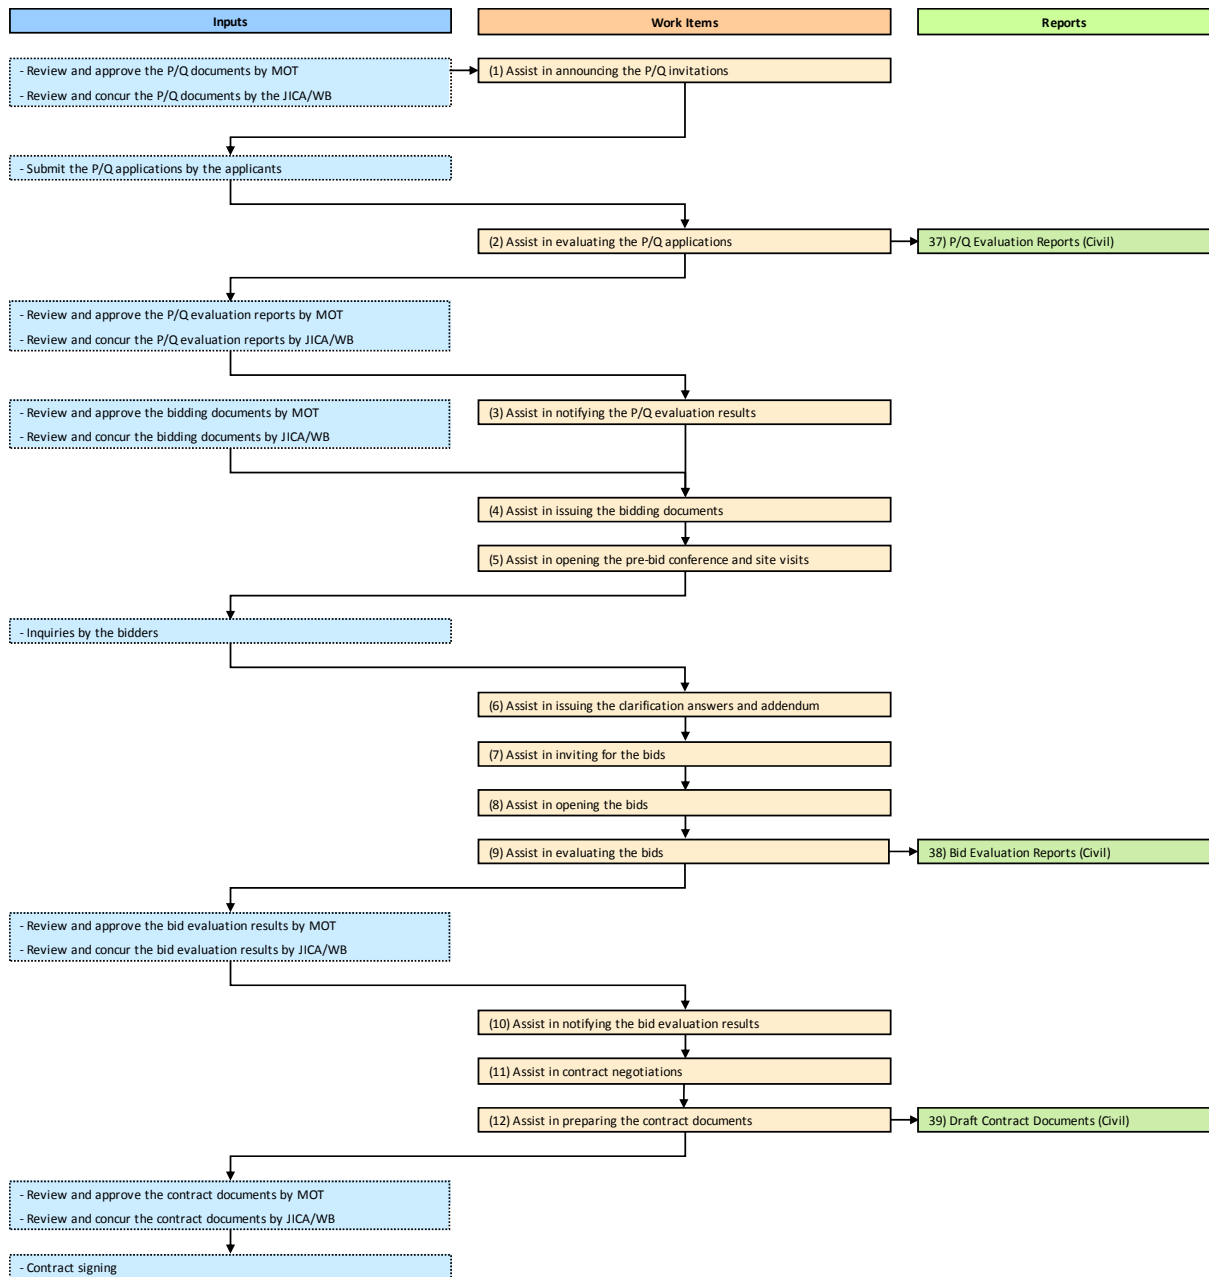 Inputs
Work Items
Reports
- Review and approve the P/Q documents by MOT
- Review and concur the P/Q documents by the JICA/WB
(1) Assist in announcing the P/Q invitations
- Submit the P/Q applications by the applicants
(2) Assist in evaluating the P/Q applications
37) P/Q Evaluation Reports (Civil)
- Review and approve the P/Q evaluation reports by MOT
- Review and concur the P/Q evaluation reports by JICA/WB
- Review and approve the bidding documents by MOT
- Review and concur the bidding documents by JICA/WB
(3) Assist in notifying the P/Q evaluation results
(4) Assist in issuing the bidding documents
(5) Assist in opening the pre-bid conference and site visits
- Inquiries by the bidders
(6) Assist in issuing the clarification answers and addendum
(7) Assist in inviting for the bids
(8) Assist in opening the bids
(9) Assist in evaluating the bids
38) Bid Evaluation Reports (Civil)
- Review and approve the bid evaluation results by MOT
- Review and concur the bid evaluation results by JICA/WB
(10) Assist in notifying the bid evaluation results
(11) Assist in contract negotiations
(12) Assist in preparing the contract documents
39) Draft Contract Documents (Civil)
- Review and approve the contract documents by MOT
- Review and concur the contract documents by JICA/WB
- Contract signing